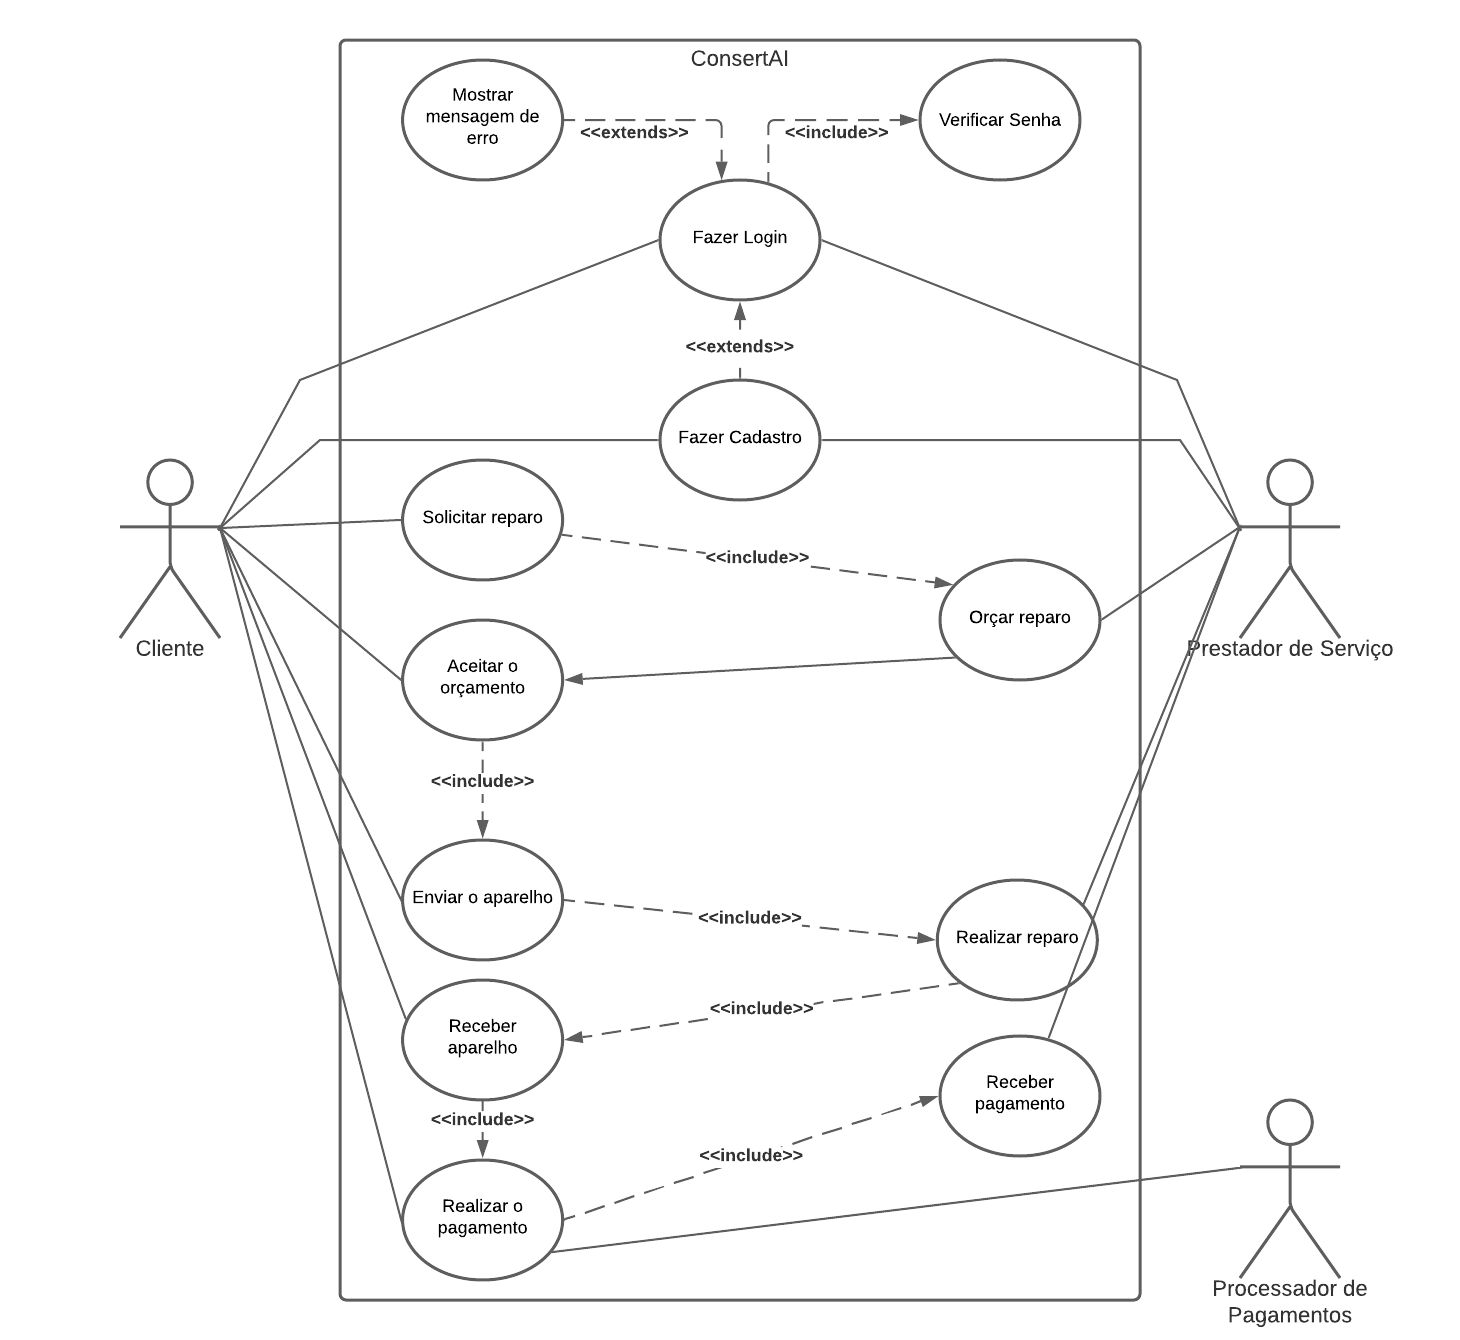 ConsertAI
Mostrar
mensagem de
erro
<<extends>>
<<include>>
Verificar Senha
Fazer Login
<<extends>>
Fazer Cadastro
Solicitar reparo
<<include>>
Orçar reparo
Cliente
Prestador de Serviço
Aceitar o
orçamento
<<include>>
Enviar o aparelho
<<include>>
Realizar reparo
<<include>>
Receber
aparelho
Receber
pagamento
<<include>>
<<include>>
Realizar o
pagamento
Processador de
Pagamentos